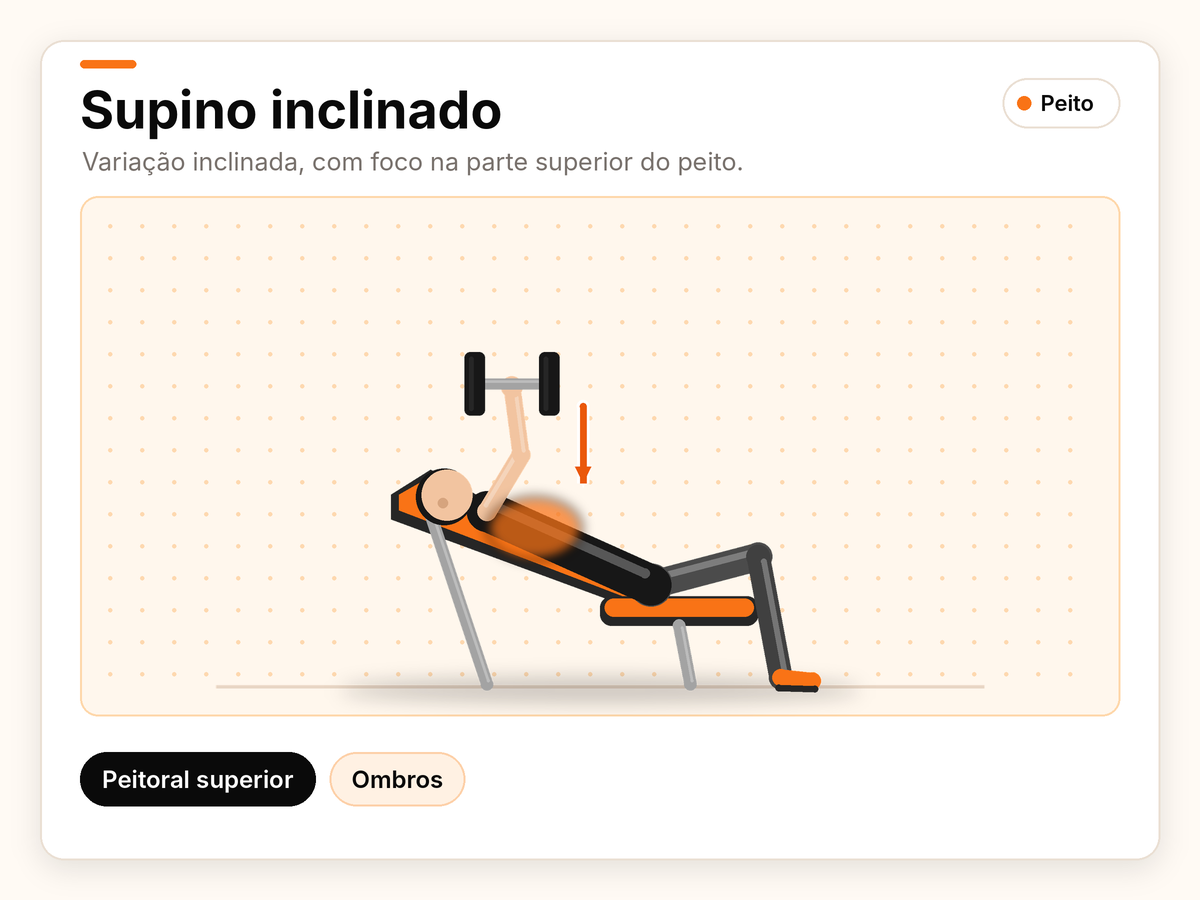 Supino inclinado
Peito
Variação inclinada, com foco na parte superior do peito.
Peitoral superior
Ombros